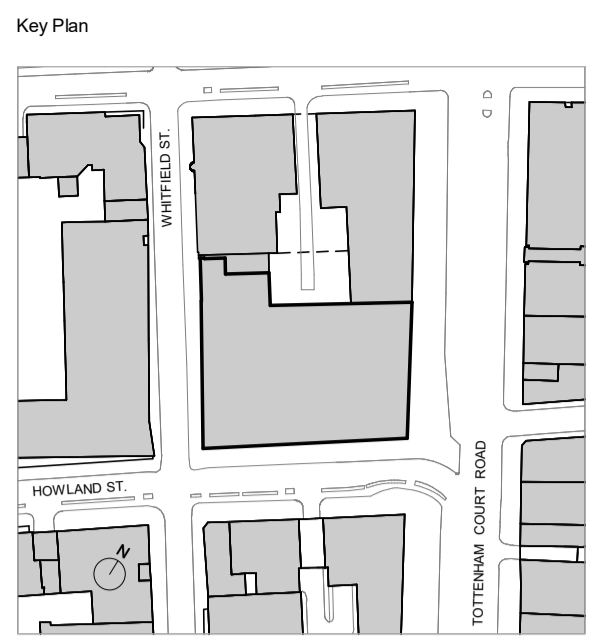 Key Plan
WHITFIELD ST.
HOWLAND ST.
TOTTENHAM COURT ROAD
N